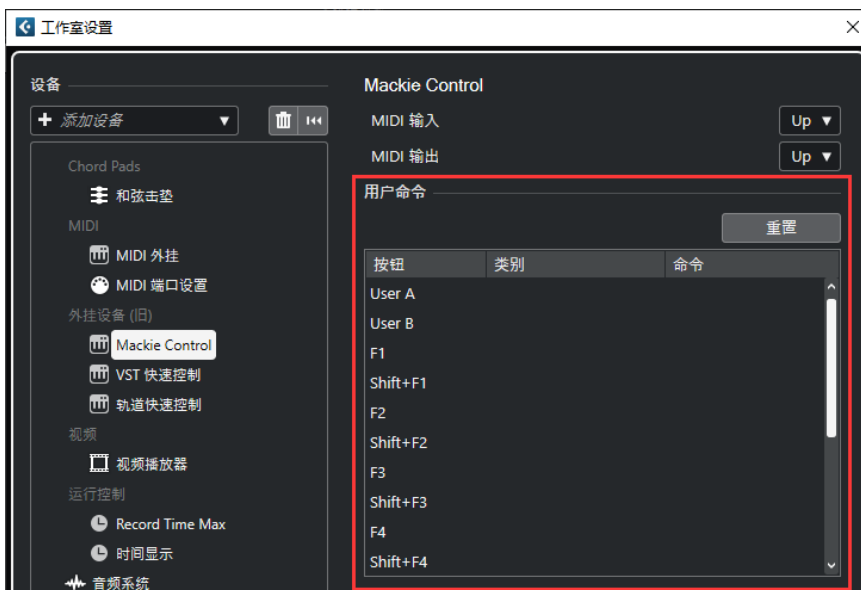 工作室设置
设备
添加设备
Chord Pads
和弦击垫
MIDI
MIDI 外挂
MIDI 端口设置
外挂设备 (旧)
Mackie Control
VST 快速控制
轨道快速控制
视频
视频播放器
运行控制
Record Time Max
时间显示
音频系统
Mackie Control
MIDI 输入 Up
MIDI 输出 Up
用户命令
重置
按钮 类别 命令
User A
User B
F1
Shift+F1
F2
Shift+F2
F3
Shift+F3
F4
Shift+F4